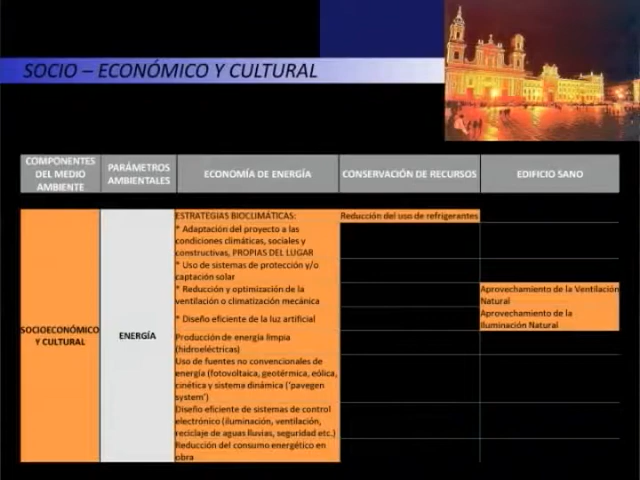 SOCIO – ECONÓMICO Y CULTURAL
COMPONENTES
DEL MEDIO
AMBIENTE
PARÁMETROS
AMBIENTALES
ECONOMÍA DE ENERGÍA
CONSERVACIÓN DE RECURSOS
EDIFICIO SANO
SOCIOECONÓMICO
Y CULTURAL
ENERGÍA
ESTRATEGIAS BIOCLIMÁTICAS:
* Adaptación del proyecto a las
condiciones climáticas, sociales y
constructivas, PROPIAS DEL LUGAR
* Uso de sistemas de protección y/o
captación solar
* Reducción y optimización de la
ventilación o climatización mecánica
* Diseño eficiente de la luz artificial
Producción de energía limpia
(hidroeléctricas)
Uso de fuentes no convencionales de
energía (fotovoltaica, geotérmica, eólica,
cinética y sistema dinámica ('pavegen
system')
Diseño eficiente de sistemas de control
electrónico (iluminación, ventilación,
reciclaje de aguas lluvias, seguridad etc.)
Reducción del consumo energético en
obra
Reducción del uso de refrigerantes
Aprovechamiento de la Ventilación
Natural
Aprovechamiento de la
Iluminación Natural